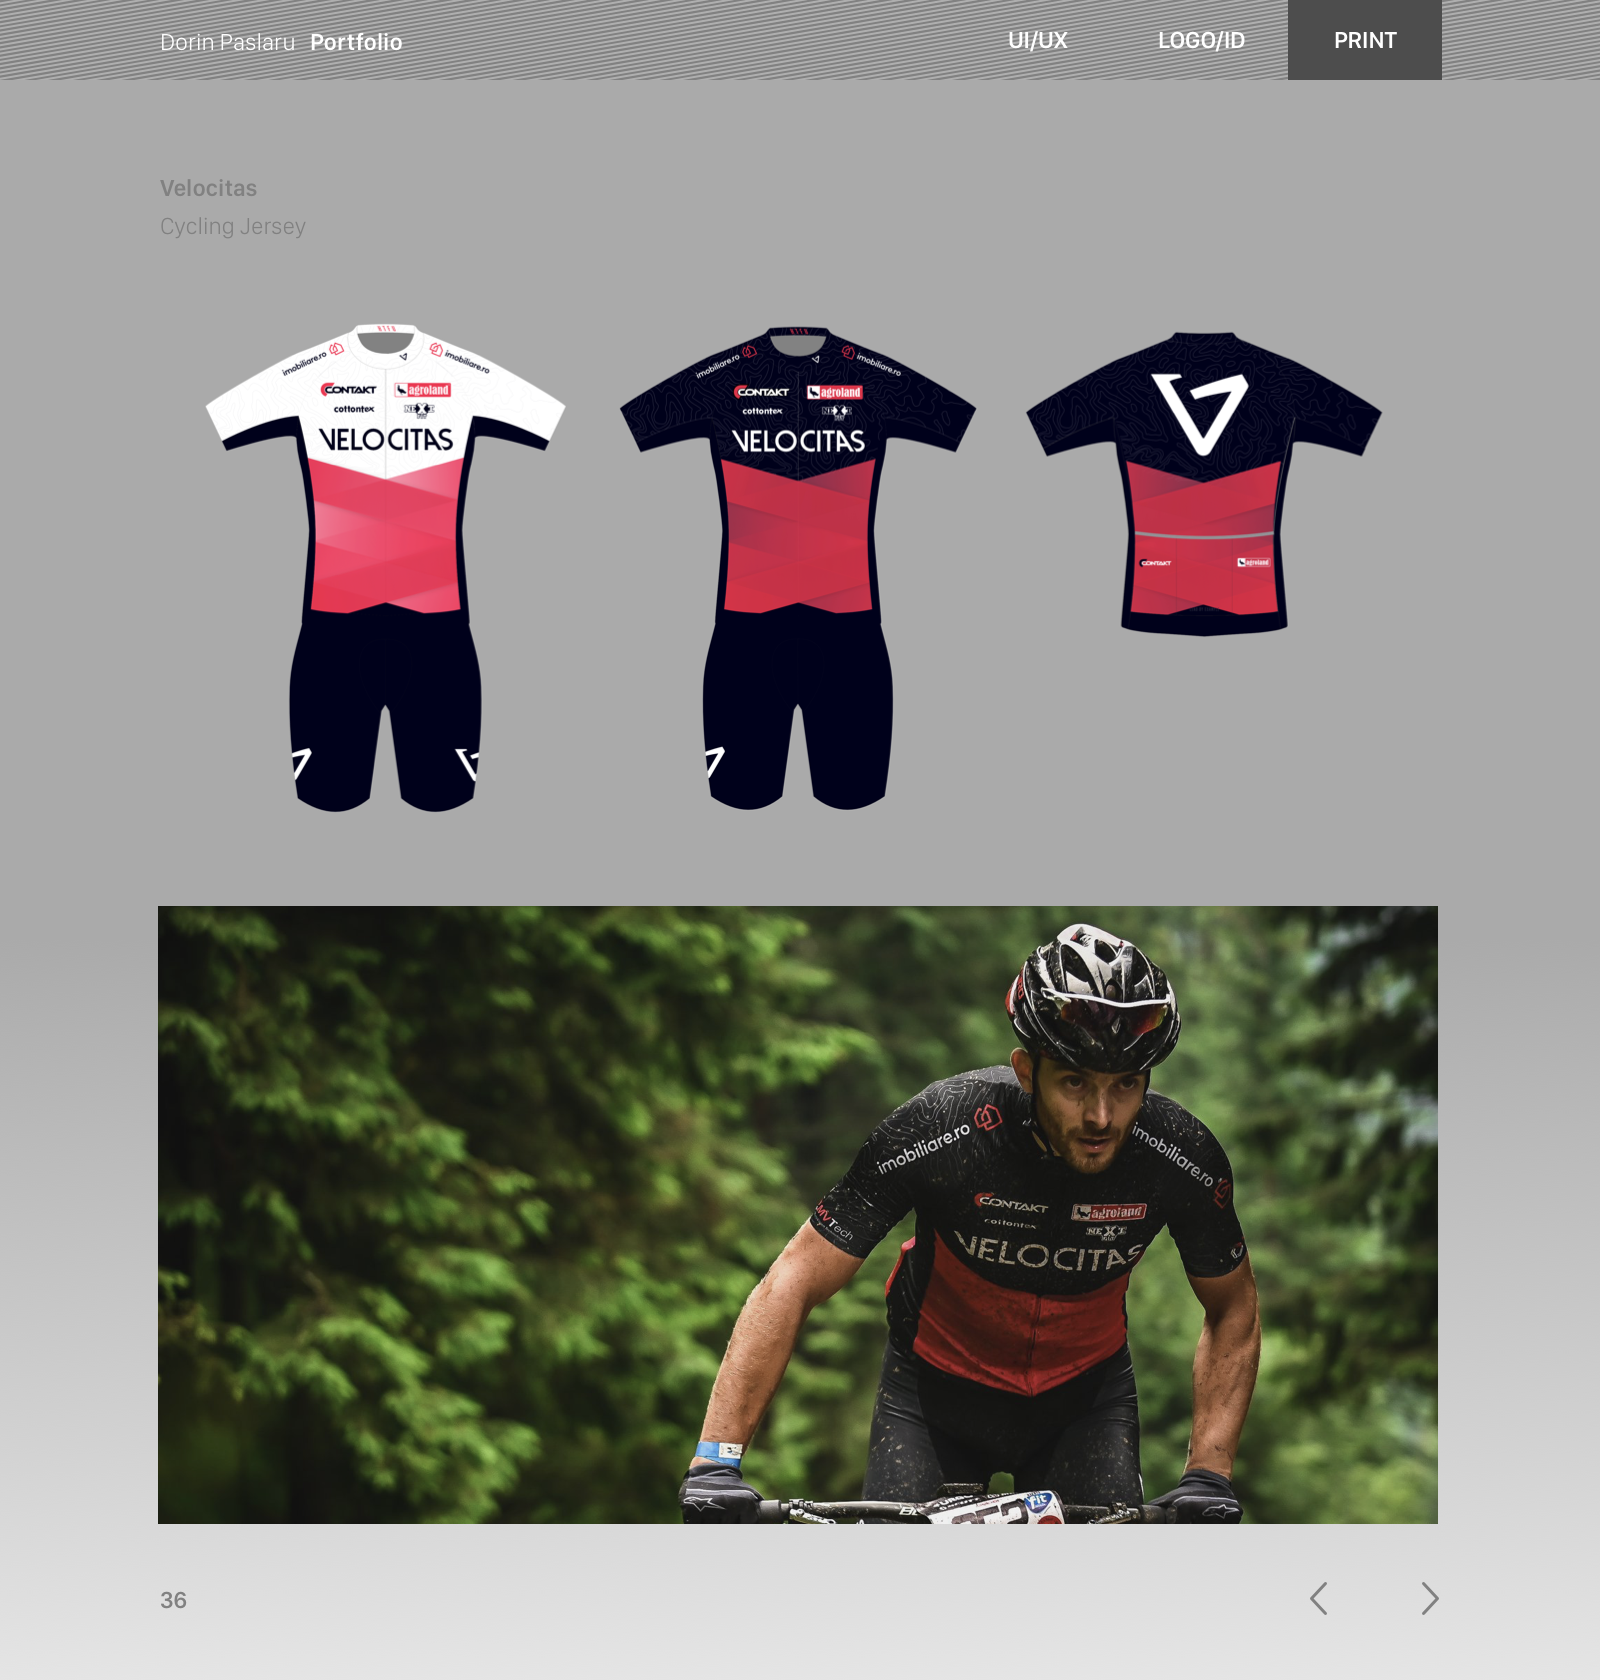 Dorin Paslaru Portfolio
UI/UX
LOGO/ID
PRINT
Velocitas
Cycling Jersey
imobiliare.ro
imobiliare.ro
CONTAKT
agroland
cottontex
NEXT
VELOCITAS
imobiliare.ro
imobiliare.ro
CONTAKT
agroland
cottontex
NEXT
VELOCITAS
CONTAKT
agroland
imobiliare.ro
imobiliare.ro
CONTAKT
agroland
cottontex
NEXT
MVTech
VELOCITAS
fit
36